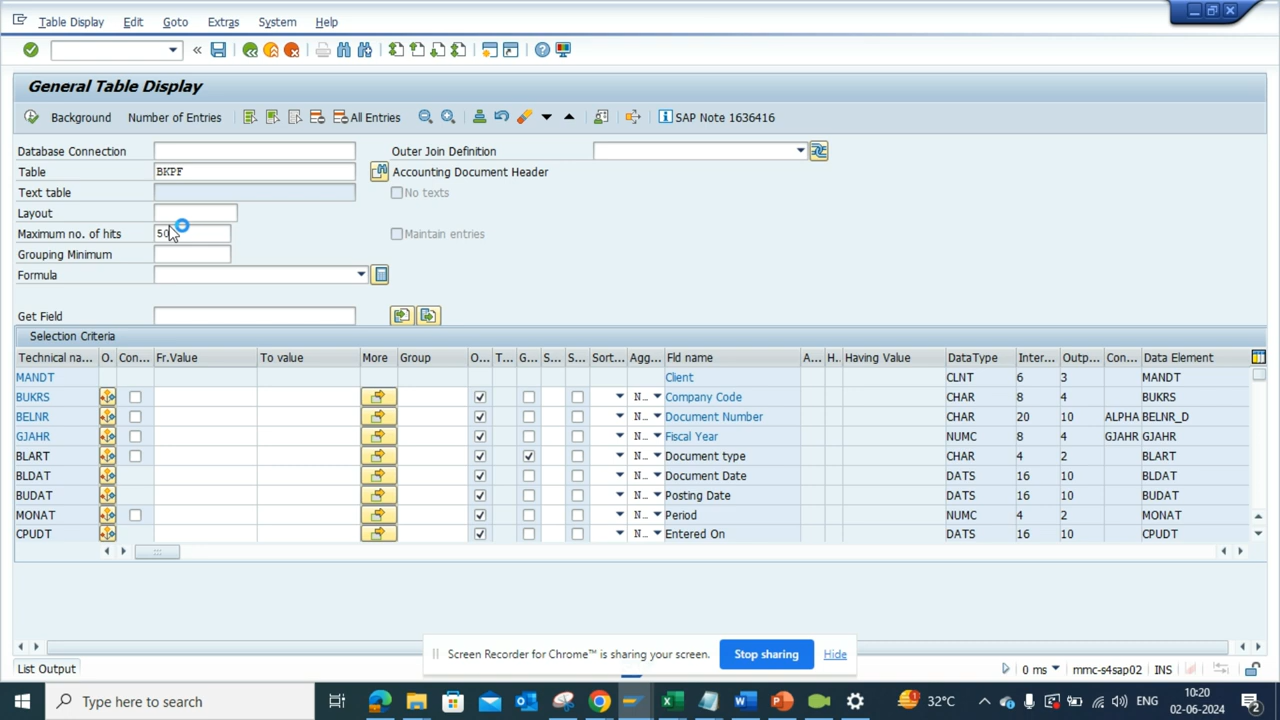 Table Display Edit Goto Extras System Help
General Table Display
Background Number of Entries All Entries SAP Note 1636416
Database Connection Outer Join Definition
Table BKPF Accounting Document Header
Text table No texts
Layout
Maximum no. of hits 50 Maintain entries
Grouping Minimum
Formula
Get Field
Selection Criteria
Technical na... O. Con... Fr.Value To value More Group O... T... G... S... S... Sort... Agg... Fld name A... H. Having Value DataType Inter... Outp... Con... Data Element
MANDT Client CLNT 6 3 MANDT
BUKRS N... Company Code CHAR 8 4 BUKRS
BELNR N... Document Number CHAR 20 10 ALPHA BELNR_D
GJAHR N... Fiscal Year NUMC 8 4 GJAHR GJAHR
BLART N... Document type CHAR 4 2 BLART
BLDAT N... Document Date DATS 16 10 BLDAT
BUDAT N... Posting Date DATS 16 10 BUDAT
MONAT N... Period NUMC 4 2 MONAT
CPUDT N... Entered On DATS 16 10 CPUDT
Screen Recorder for Chrome™ is sharing your screen. Stop sharing Hide
List Output 0 ms mmc-s4sap02 INS
Type here to search 32°C ENG 10:20
02-06-2024 2